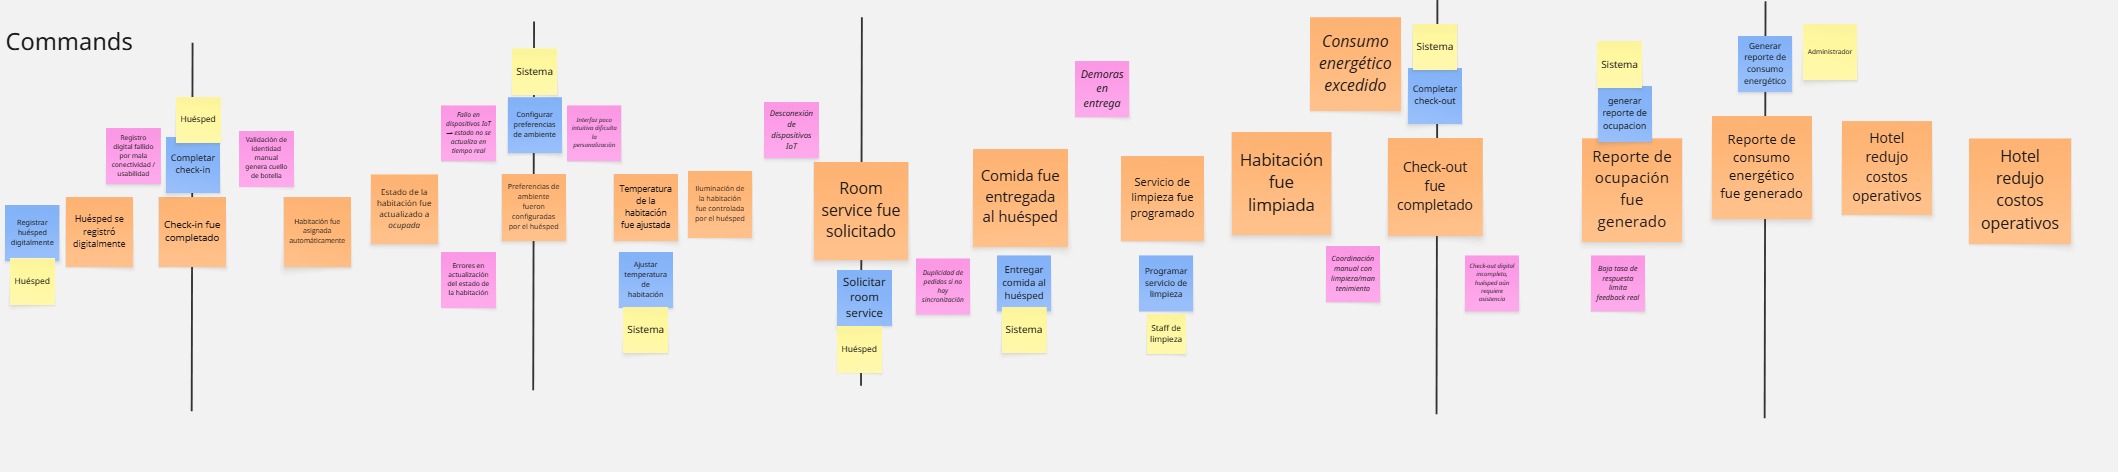 Commands
Registrar
huésped
digitalmente
Huésped
Huésped se
registró
digitalmente
Registro
digital fallido
por mala
conectividad /
usabilidad
Huésped
Completar
check-in
Check-in fue
completado
Validación de
identidad
manual
genera cuello
de botella
Habitación fue
asignada
automáticamente
Estado de la
habitación fue
actualizado a
ocupada
Fallo en
dispositivos IoT
→ estado no se
actualiza en
tiempo real
Errores en
actualización
del estado de
la habitación
Sistema
Configurar
preferencias
de ambiente
Preferencias de
ambiente
fueron
configuradas
por el huésped
Interfaz poco
intuitiva dificulta
la
personalización
Temperatura
de la
habitación
fue ajustada
Ajustar
temperatura
de
habitación
Sistema
Iluminación de
la habitación
fue controlada
por el huésped
Desconexión
de
dispositivos
IoT
Room
service fue
solicitado
Solicitar
room
service
Huésped
Duplicidad de
pedidos si no
hay
sincronización
Comida fue
entregada
al huésped
Entregar
comida al
huésped
Sistema
Demoras
en
entrega
Servicio de
limpieza fue
programado
Programar
servicio de
limpieza
Staff de
limpieza
Habitación
fue
limpiada
Consumo
energético
excedido
Coordinación
manual con
limpieza/man
tenimiento
Sistema
Completar
check-out
Check-out
fue
completado
Check-out digital
incompleto,
huésped aún
requiere
asistencia
Sistema
generar
reporte de
ocupacion
Reporte de
ocupación
fue
generado
Baja tasa de
respuesta
limita
feedback real
Generar
reporte de
consumo
energético
Administrador
Reporte de
consumo
energético
fue generado
Hotel
redujo
costos
operativos
Hotel
redujo
costos
operativos